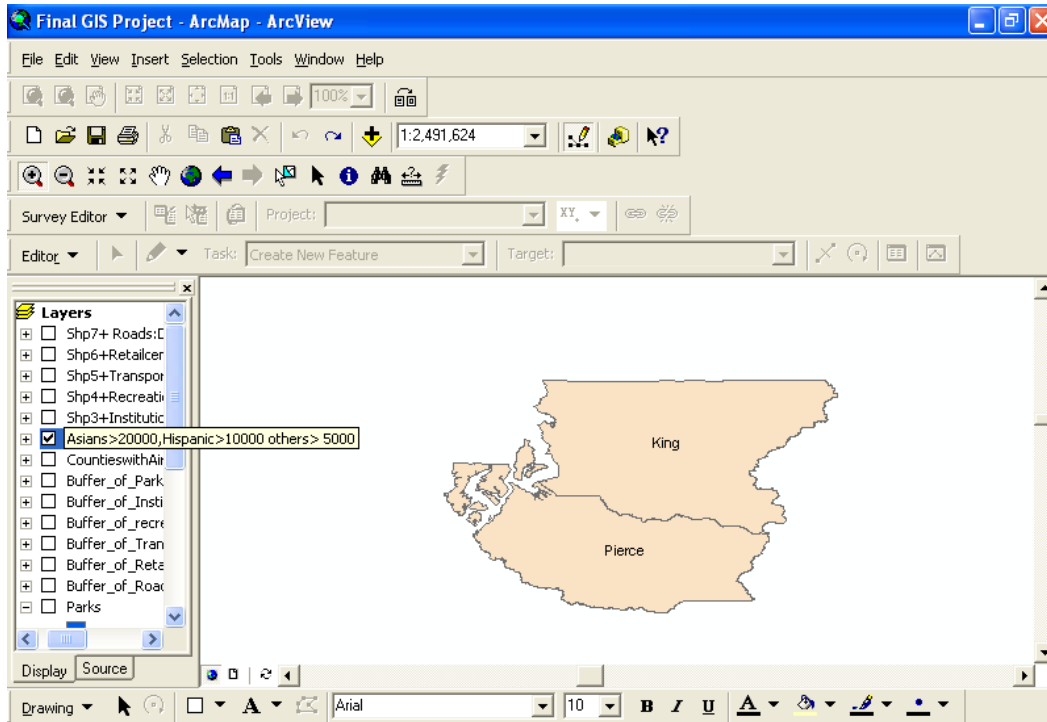 Final GIS Project - ArcMap - ArcView
File Edit View Insert Selection Tools Window Help
1:1 100%
1:2,491,624
Survey Editor Project: XY
Editor Task: Create New Feature Target:
Layers
Shp7+ Roads:D
Shp6+Retailcer
Shp5+Transpor
Shp4+Recreati
Shp3+Institutic
Asians>20000,Hispanic>10000 others> 5000
CountieswithAir
Buffer_of_Park
Buffer_of_Insti
Buffer_of_recre
Buffer_of_Tran
Buffer_of_Reta
Buffer_of_Road
Parks
King
Pierce
Display Source
Drawing A Arial 10 B I U A